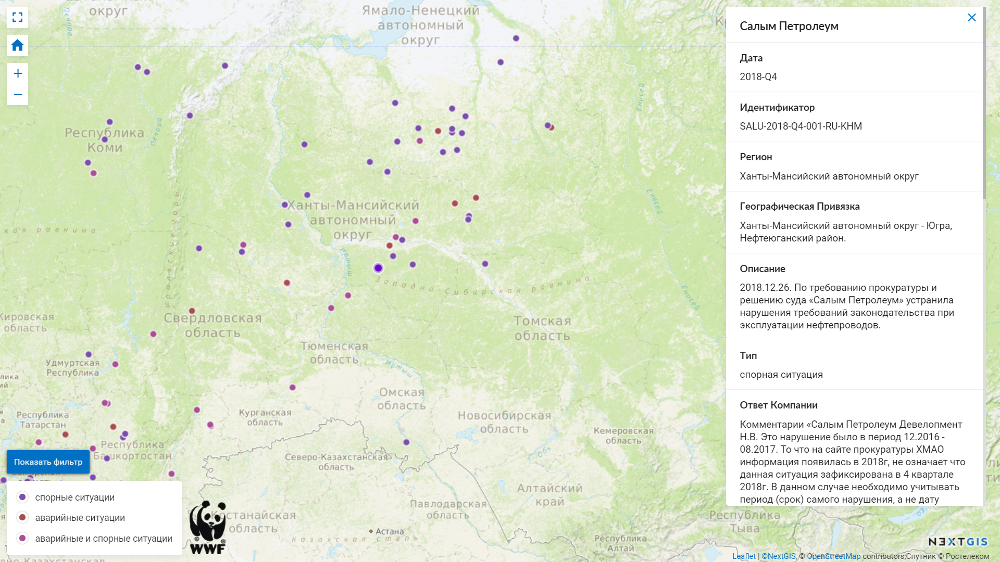 округ
Ямало-Ненецкий
автономный
округ
Печора
Енисей
Республика
Коми
Печора
Уральские горы
Ханты-Мансийский
автономный
округ
кая равнина
Иртыш
Енисей
Енисей
Западно-Сибирская равнина
Кировская
область
Свердловская
область
Томская
область
Тюменская
область
Иртыш
Удмуртская
Республика
Омская
область
Курганская
область
Новосибирская
область
Республика
Татарстан
Кемеровская
область
Обь
Республика
Башкортостан
Северо-Казахстанская
область
Алтайский
край
Павлодарская
область
Костанайская
область
Астана
Казахская степь
Республика
Алтай
Республика
Тыва
Показать фильтр
спорные ситуации
аварийные ситуации
аварийные и спорные ситуации
WWF
Салым Петролеум
Дата
2018-Q4
Идентификатор
SALU-2018-Q4-001-RU-KHM
Регион
Ханты-Мансийский автономный округ
Географическая Привязка
Ханты-Мансийский автономный округ - Югра,
Нефтеюганский район.
Описание
2018.12.26. По требованию прокуратуры и
решению суда «Салым Петролеум» устранила
нарушения требований законодательства при
эксплуатации нефтепроводов.
Тип
спорная ситуация
Ответ Компании
Комментарии «Салым Петролеум Девелопмент
Н.В. Это нарушение было в период 12.2016 -
08.2017. То что на сайте прокуратуры ХМАО
информация появилась в 2018г, не означает что
данная ситуация зафиксирована в 4 квартале
2018г. В данном случае необходимо учитывать
период (срок) самого нарушения, а не дату
NEXTGIS
Leaflet | ©NextGIS, © OpenStreetMap contributors;Спутник © Ростелеком